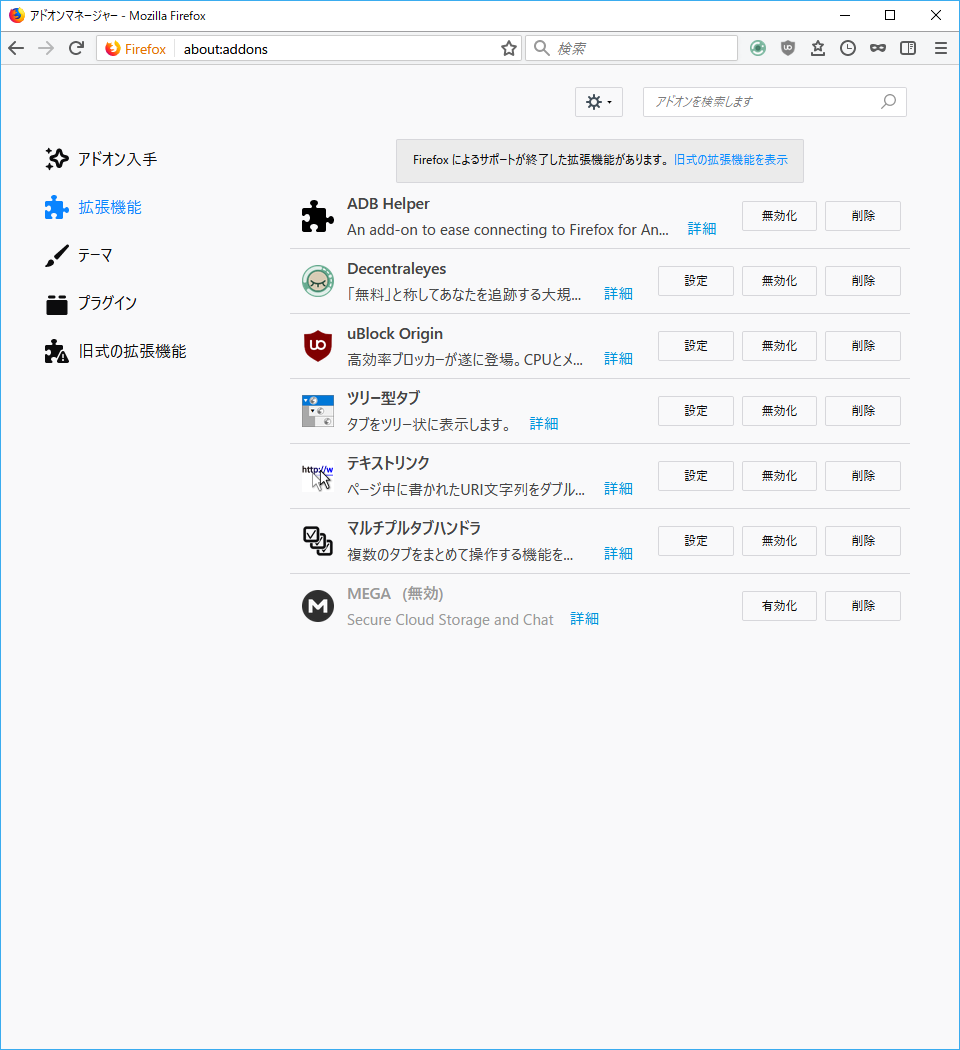 アドオンマネージャー - Mozilla Firefox
Firefox about:addons
検索
アドオンを検索します
アドオン入手
拡張機能
テーマ
プラグイン
旧式の拡張機能
Firefox によるサポートが終了した拡張機能があります。 旧式の拡張機能を表示
ADB Helper
An add-on to ease connecting to Firefox for An... 詳細 無効化 削除
Decentraleyes
「無料」と称してあなたを追跡する大規... 詳細 設定 無効化 削除
uBlock Origin
高効率ブロッカーが遂に登場。CPUとメ... 詳細 設定 無効化 削除
ツリー型タブ
タブをツリー状に表示します。 詳細 設定 無効化 削除
http://w
テキストリンク
ページ中に書かれたURI文字列をダブル... 詳細 設定 無効化 削除
マルチプルタブハンドラ
複数のタブをまとめて操作する機能を... 詳細 設定 無効化 削除
MEGA (無効)
Secure Cloud Storage and Chat 詳細 有効化 削除